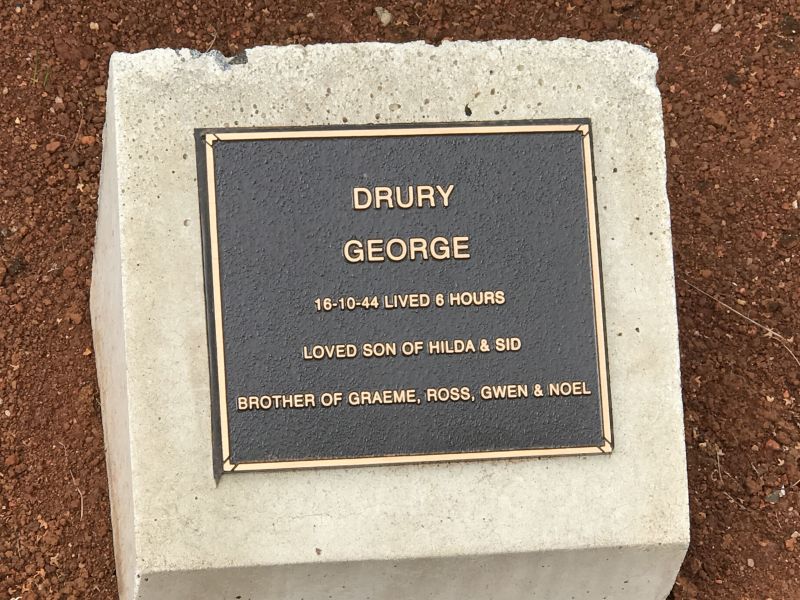 DRURY
GEORGE
16-10-44 LIVED 6 HOURS
LOVED SON OF HILDA & SID
BROTHER OF GRAEME, ROSS, GWEN & NOEL